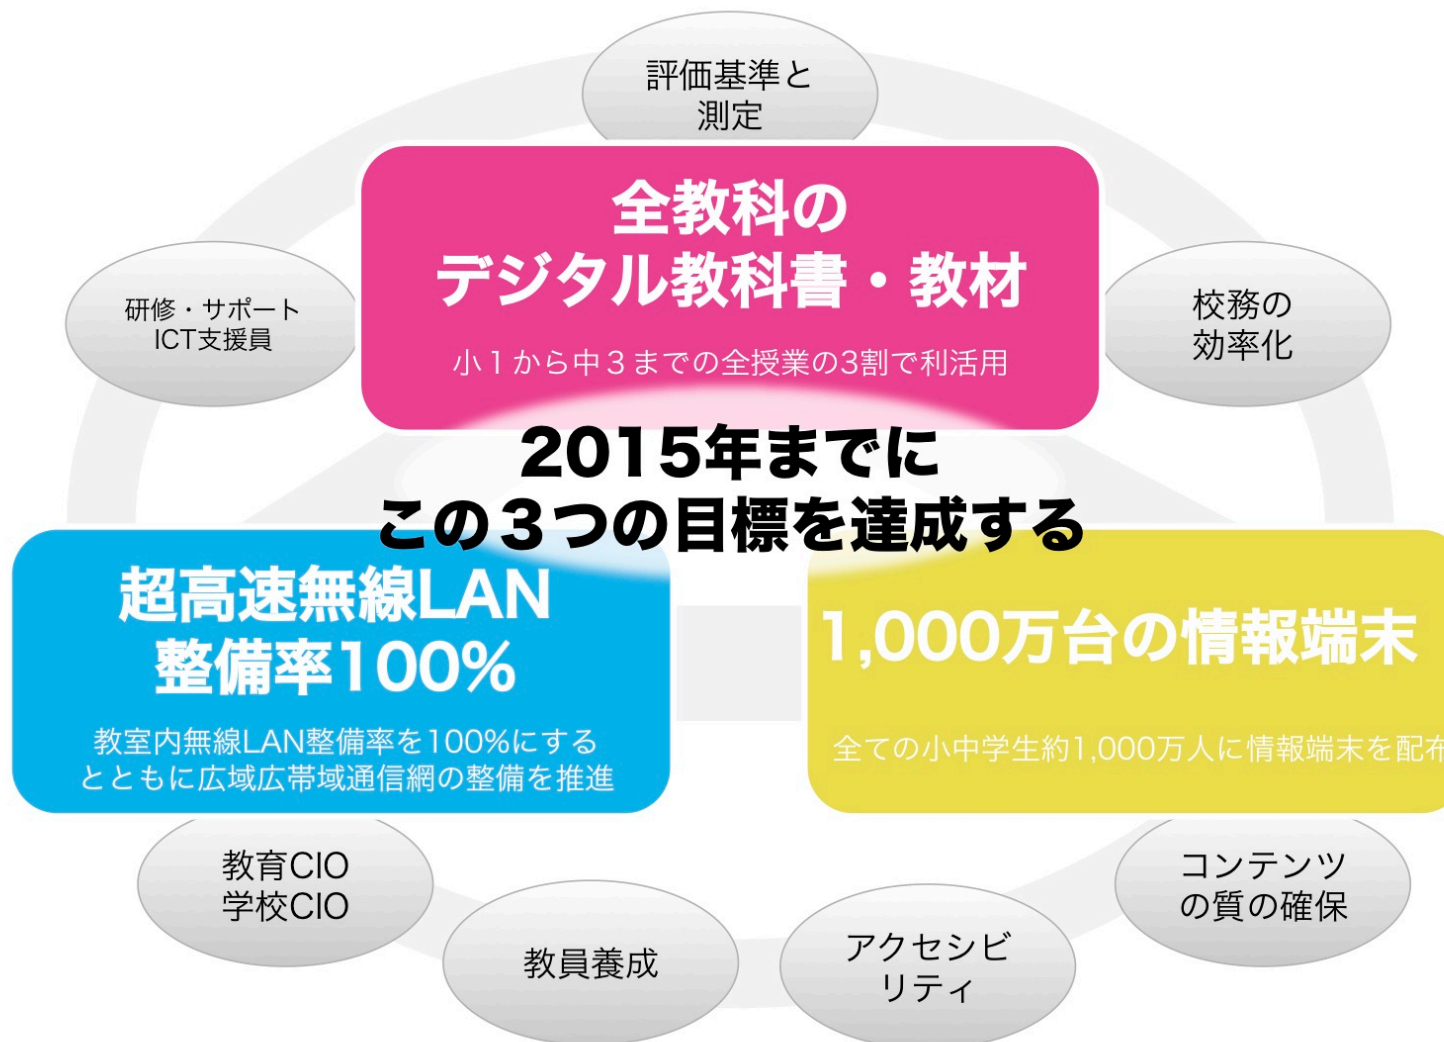 評価基準と
測定
全教科の
デジタル教科書・教材
小１から中３までの全授業の3割で利活用
研修・サポート
ICT支援員
校務の
効率化
2015年までに
この３つの目標を達成する
超高速無線LAN
整備率100%
教室内無線LAN整備率を100%にする
とともに広域広帯域通信網の整備を推進
1,000万台の情報端末
全ての小中学生約1,000万人に情報端末を配布
教育CIO
学校CIO
教員養成
アクセシビ
リティ
コンテンツ
の質の確保